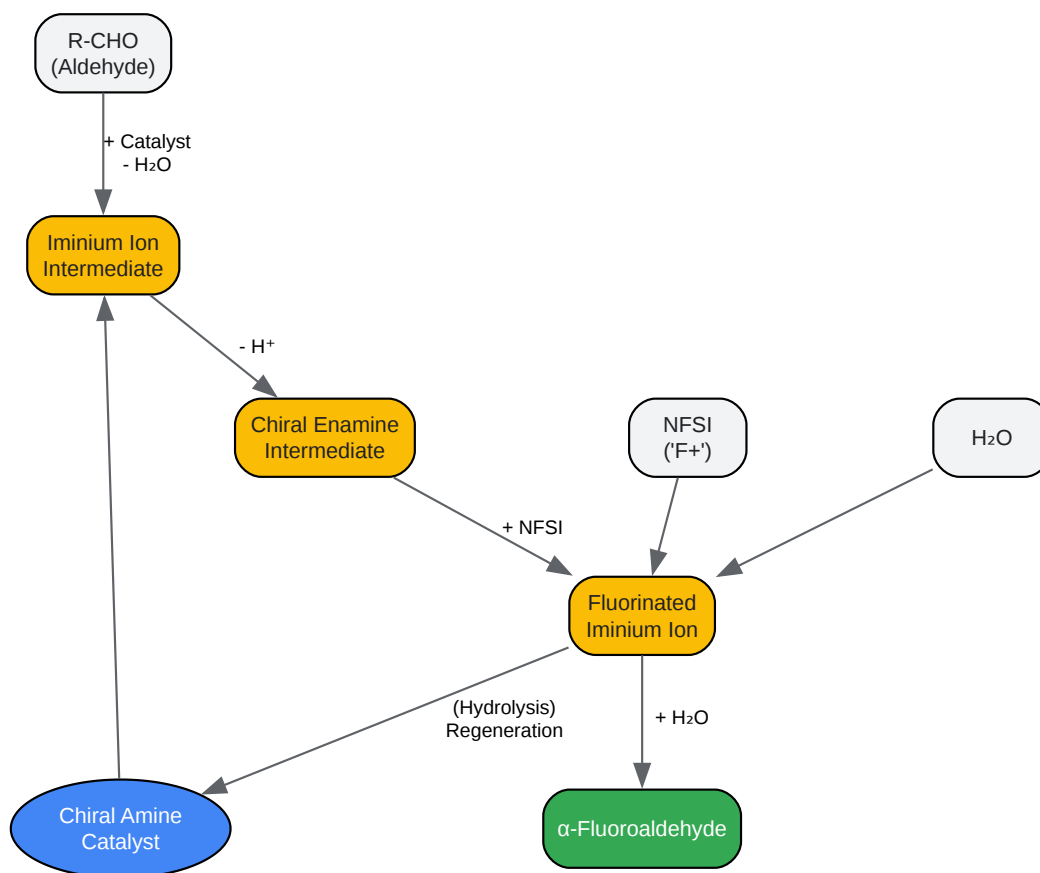 R-CHO
(Aldehyde)
+ Catalyst
- H₂O
Iminium Ion
Intermediate
- H⁺
Chiral Enamine
Intermediate
NFSI
('F+')
H₂O
+ NFSI
Fluorinated
Iminium Ion
(Hydrolysis)
Regeneration
+ H₂O
Chiral Amine
Catalyst
α-Fluoroaldehyde